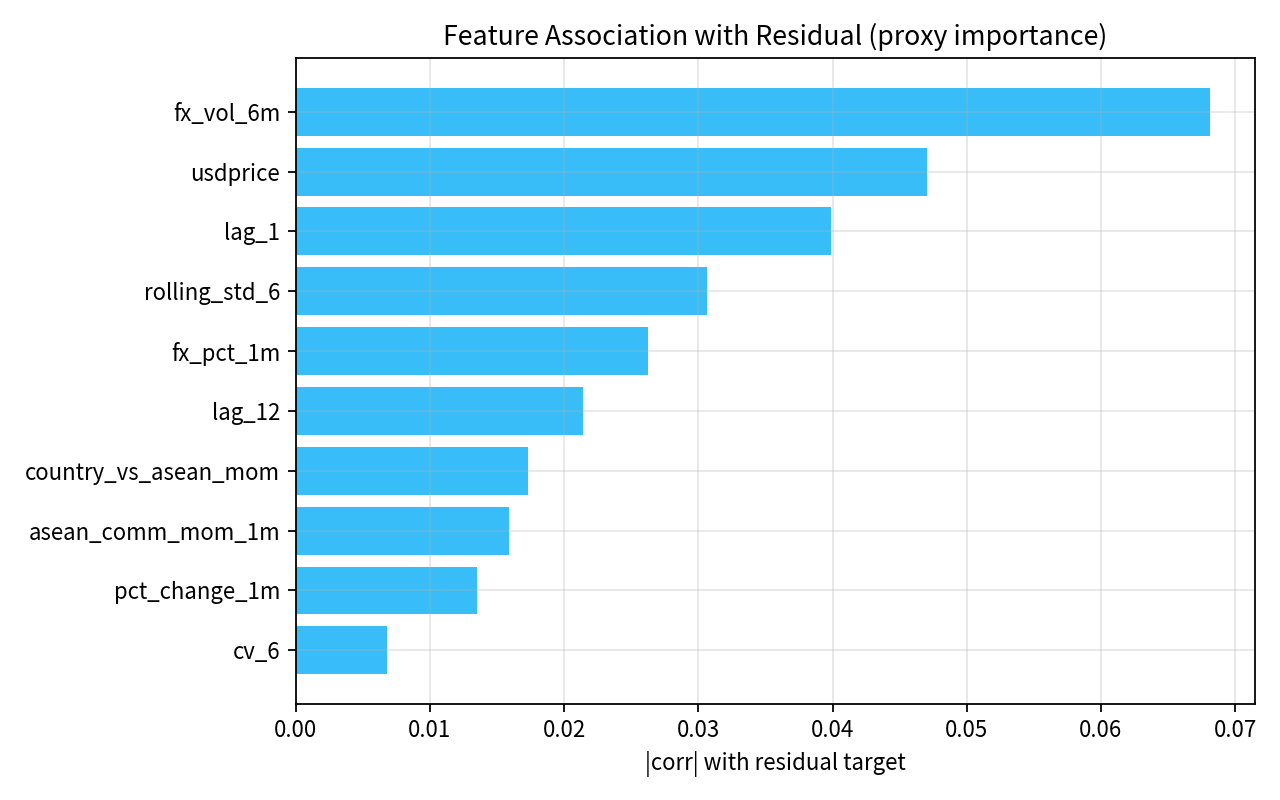 Feature Association with Residual (proxy importance)
fx_vol_6m
usdprice
lag_1
rolling_std_6
fx_pct_1m
lag_12
country_vs_asean_mom
asean_comm_mom_1m
pct_change_1m
cv_6
0.00 0.01 0.02 0.03 0.04 0.05 0.06 0.07
|corr| with residual target